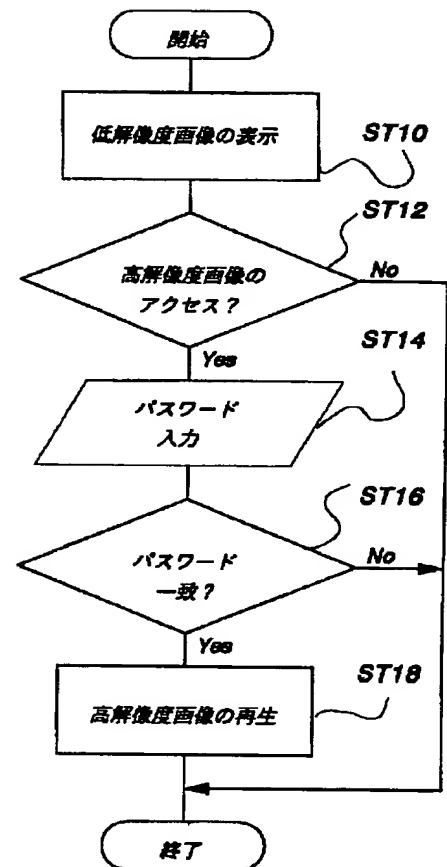 開始
低解像度画像の表示
ST10
ST12
高解像度画像の
アクセス？
No
Yes
ST14
パスワード
入力
ST16
パスワード
一致？
No
Yes
ST18
高解像度画像の再生
終了